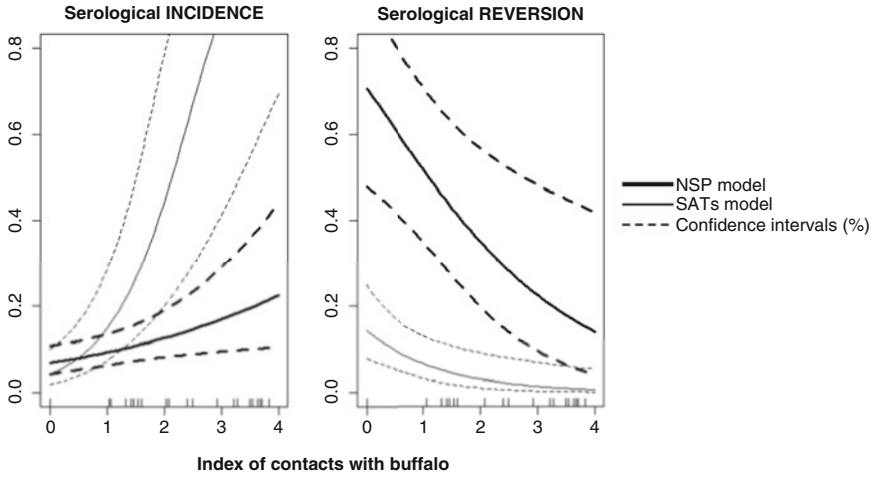 Serological INCIDENCE
Serological REVERSION
0.8
0.6
0.4
0.2
0.0
0 1 2 3 4
0.8
0.6
0.4
0.2
0.0
0 1 2 3 4
Index of contacts with buffalo
NSP model
SATs model
Confidence intervals (%)